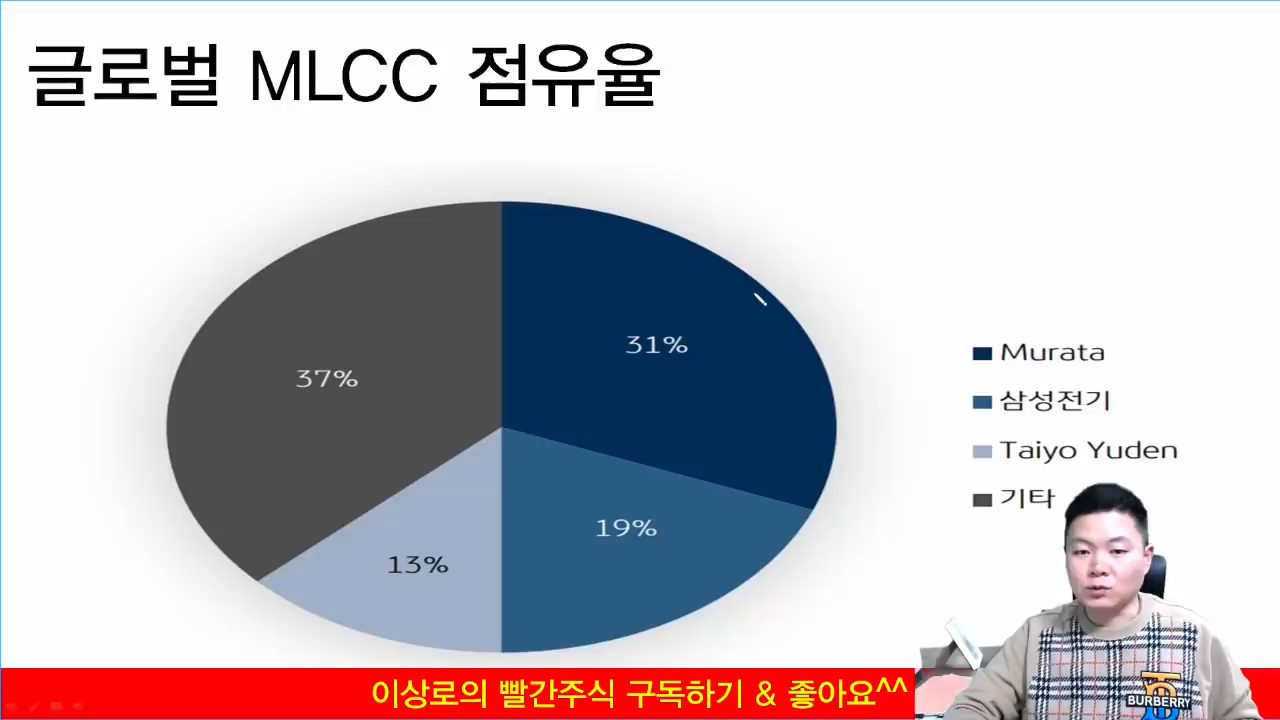 글로벌 MLCC 점유율
31%
37%
19%
13%
Murata
삼성전기
Taiyo Yuden
기타
BURBERRY
이상로의 빨간주식 구독하기 & 좋아요^^